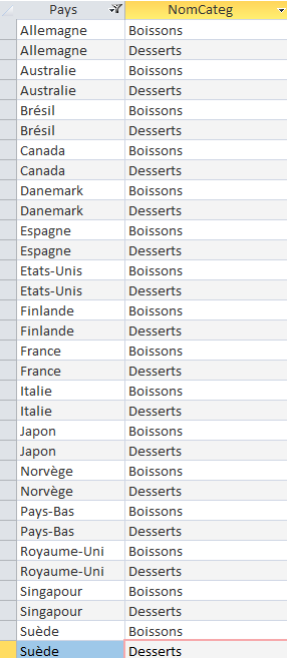 Pays NomCateg
Allemagne Boissons
Allemagne Desserts
Australie Boissons
Australie Desserts
Brésil Boissons
Brésil Desserts
Canada Boissons
Canada Desserts
Danemark Boissons
Danemark Desserts
Espagne Boissons
Espagne Desserts
Etats-Unis Boissons
Etats-Unis Desserts
Finlande Boissons
Finlande Desserts
France Boissons
France Desserts
Italie Boissons
Italie Desserts
Japon Boissons
Japon Desserts
Norvège Boissons
Norvège Desserts
Pays-Bas Boissons
Pays-Bas Desserts
Royaume-Uni Boissons
Royaume-Uni Desserts
Singapour Boissons
Singapour Desserts
Suède Boissons
Suède Desserts